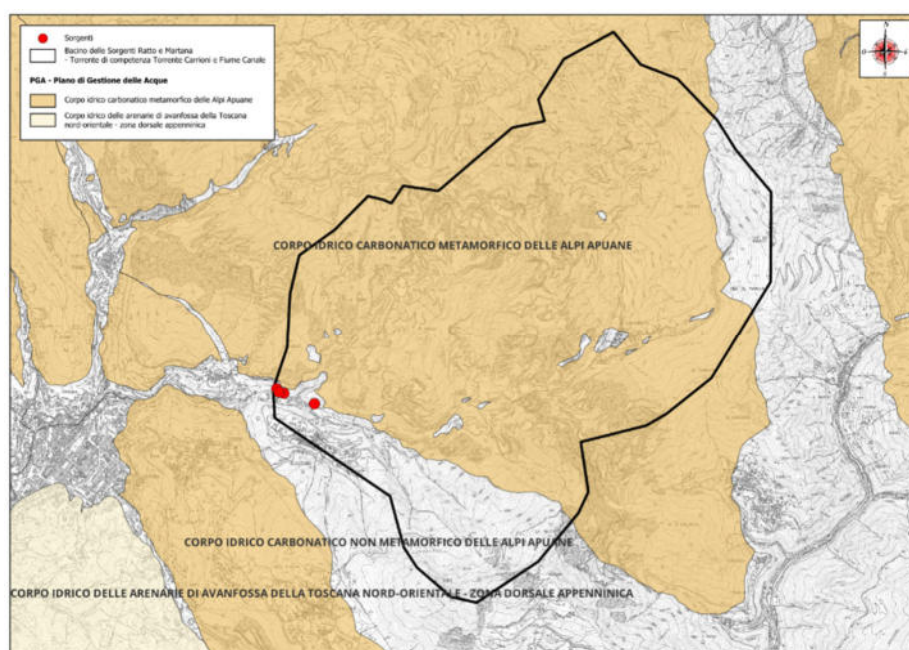 Sorgenti
Bacino delle Sorgenti Ratto e Martana
- Torrente di competenza Torrente Carrioni e Fiume Canale
PGA - Piano di Gestione delle Acque
Corpo idrico carbonatico metamorfico delle Alpi Apuane
Corpo idrico delle arenarie di avanfossa della Toscana
nord-orientale - zona dorsale appenninica
N
CORPO IDRICO CARBONATICO METAMORFICO DELLE ALPI APUANE
CORPO IDRICO CARBONATICO NON METAMORFICO DELLE ALPI APUANE
CORPO IDRICO DELLE ARENARIE DI AVANFOSSA DELLA TOSCANA NORD-ORIENTALE - ZONA DORSALE APPENNINICA